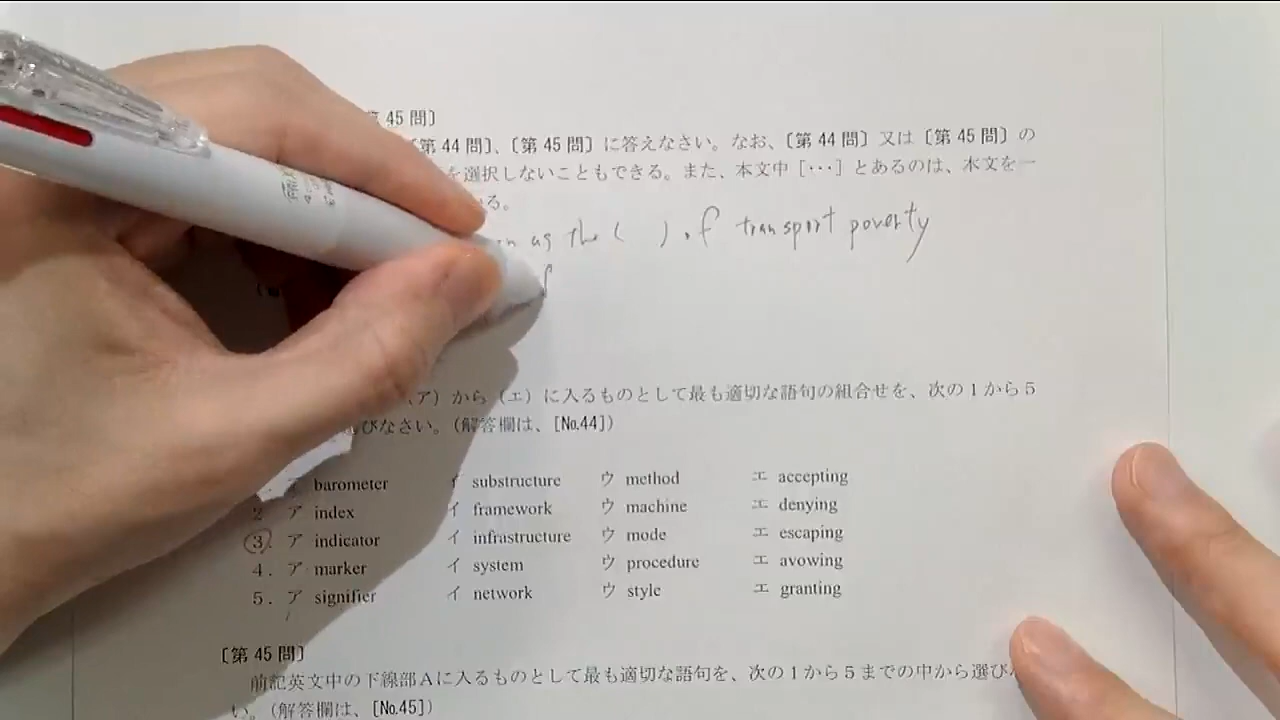 第 45 問〕
〔第 44 問〕、〔第 45 問〕に答えなさい。なお、〔第 44 問〕又は〔第 45 問〕の
を選択しないこともできる。また、本文中 [･･･] とあるのは、本文を一
る。
as the ( ) of transport poverty
ア）から（エ）に入るものとして最も適切な語句の組合せを、次の１から５
びなさい。（解答欄は、[No.44]）
ア barometer イ substructure ウ method エ accepting
2 ア index イ framework ウ machine エ denying
3. ア indicator イ infrastructure ウ mode エ escaping
4. ア marker イ system ウ procedure エ avowing
5. ア signifier イ network ウ style エ granting
〔第 45 問〕
前記英文中の下線部Ａに入るものとして最も適切な語句を、次の１から５までの中から選び
い。（解答欄は、[No.45]）